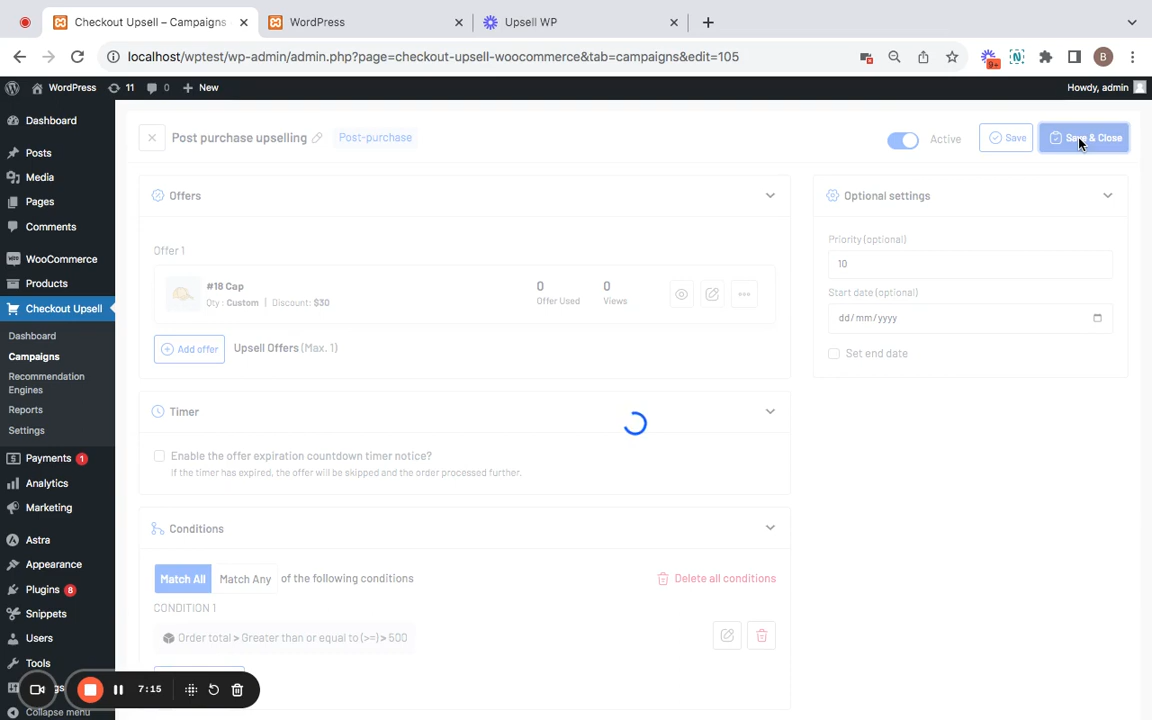 Checkout Upsell – Campaigns
WordPress
Upsell WP
localhost/wptest/wp-admin/admin.php?page=checkout-upsell-woocommerce&tab=campaigns&edit=105
9+
B
WordPress
11
0
New
Howdy, admin
Dashboard
Posts
Media
Pages
Comments
WooCommerce
Products
Checkout Upsell
Dashboard
Campaigns
Recommendation
Engines
Reports
Settings
Payments 1
Analytics
Marketing
Astra
Appearance
Plugins 8
Snippets
Users
Tools
Collapse menu
7:15
Post purchase upselling
Post-purchase
Active
Save
Save & Close
Offers
Offer 1
#18 Cap
Qty : Custom | Discount: $30
0
Offer Used
0
Views
Add offer
Upsell Offers (Max. 1)
Timer
Enable the offer expiration countdown timer notice?
If the timer has expired, the offer will be skipped and the order processed further.
Conditions
Match All
Match Any
of the following conditions
Delete all conditions
CONDITION 1
Order total > Greater than or equal to (>=) > 500
Optional settings
Priority (optional)
10
Start date (optional)
dd/mm/yyyy
Set end date